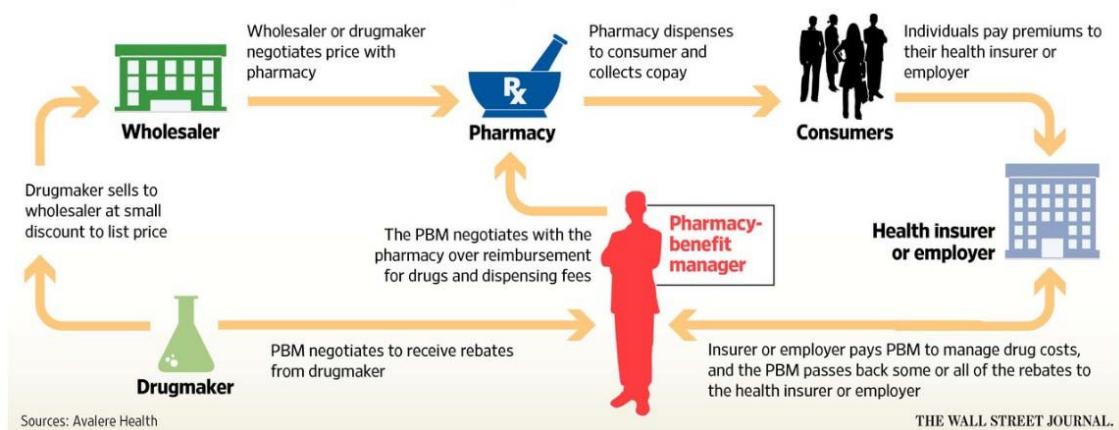 Wholesaler or drugmaker
negotiates price with
pharmacy
Pharmacy dispenses
to consumer and
collects copay
Individuals pay premiums to
their health insurer or
employer
Rx
Wholesaler
Pharmacy
Consumers
Drugmaker sells to
wholesaler at small
discount to list price
The PBM negotiates with the
pharmacy over reimbursement
for drugs and dispensing fees
Pharmacy-
benefit
manager
Health insurer
or employer
PBM negotiates to receive rebates
from drugmaker
Insurer or employer pays PBM to manage drug costs,
and the PBM passes back some or all of the rebates to
the health insurer or employer
Drugmaker
Sources: Avalere Health
THE WALL STREET JOURNAL.